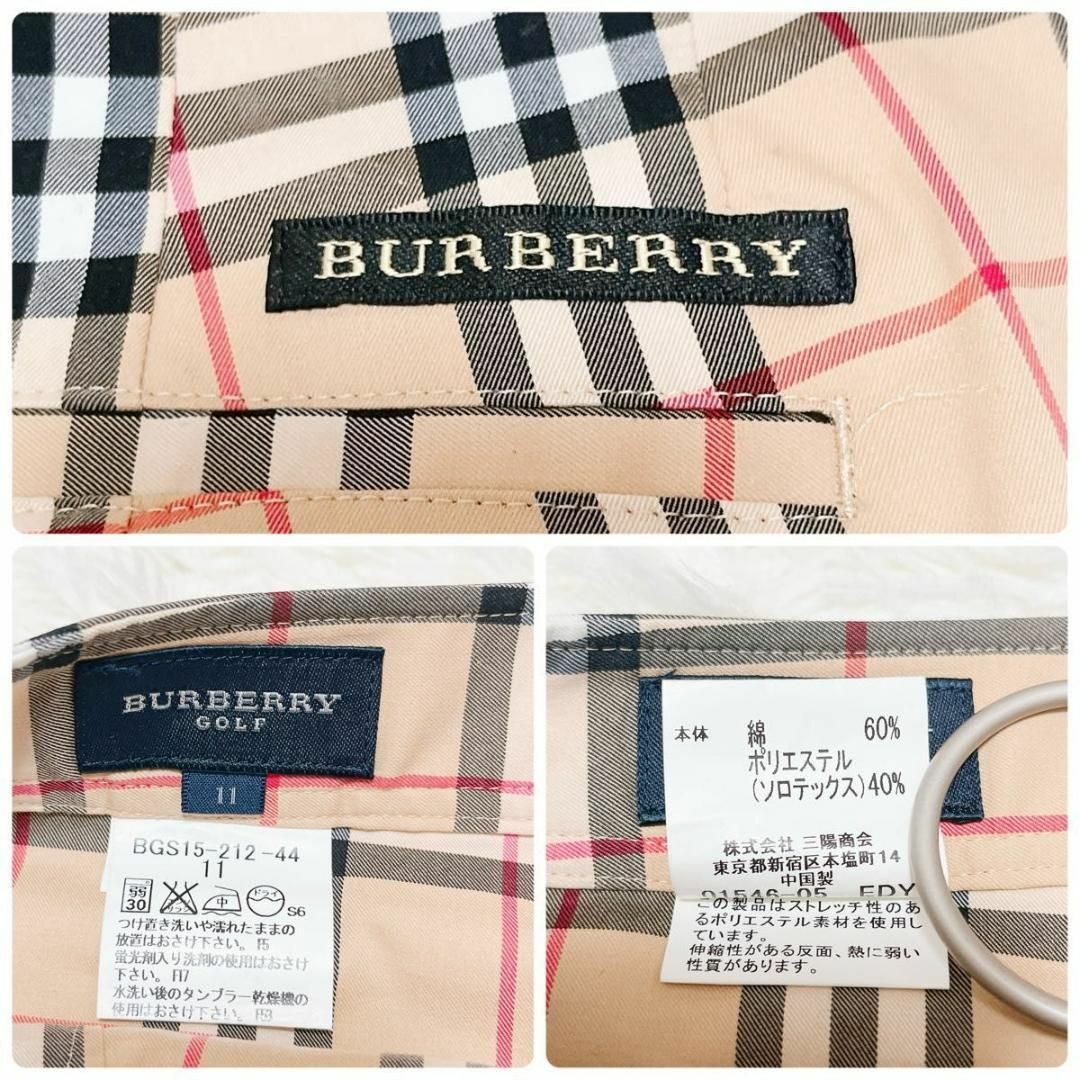 BURBERRY
BURBERRY
GOLF
11
BGS15-212-44
11
30
中
ドライ
S6
つけ置き洗いや濡れたままの
放置はおさけ下さい。F5
蛍光剤入り洗剤の使用はおさけ
下さい。F17
水洗い後のタンブラー乾燥機の
使用はおさけ下さい。F53
本体 綿 60%
ポリエステル
(ソロテックス)40%
株式会社 三陽商会
東京都新宿区本塩町14
中国製
91546-05 EDY
この製品はストレッチ性のあ
るポリエステル素材を使用し
ています。
伸縮性がある反面、熱に弱い
性質があります。